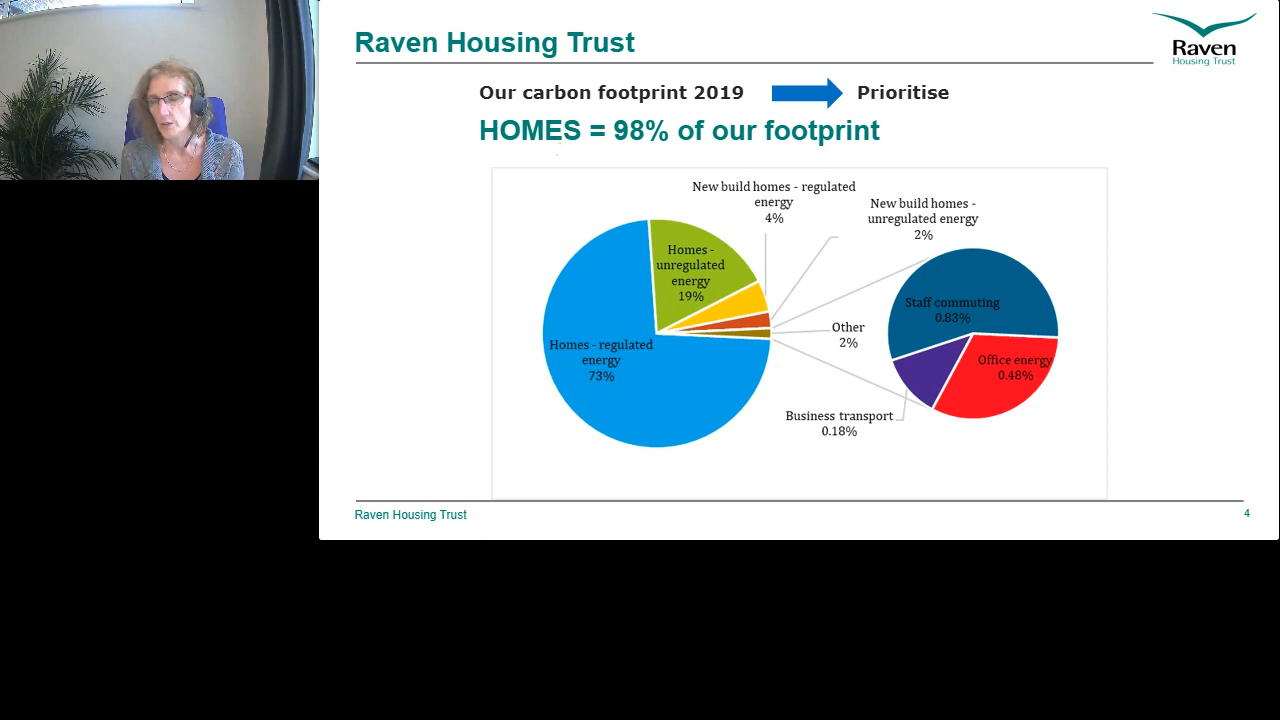 Raven Housing Trust
Raven
Housing Trust
Our carbon footprint 2019
Prioritise
HOMES = 98% of our footprint
New build homes - regulated
energy
4%
New build homes -
unregulated energy
2%
Homes -
unregulated
energy
19%
Staff commuting
0.83%
Other
2%
Homes - regulated
energy
73%
Office energy
0.48%
Business transport
0.18%
Raven Housing Trust
4